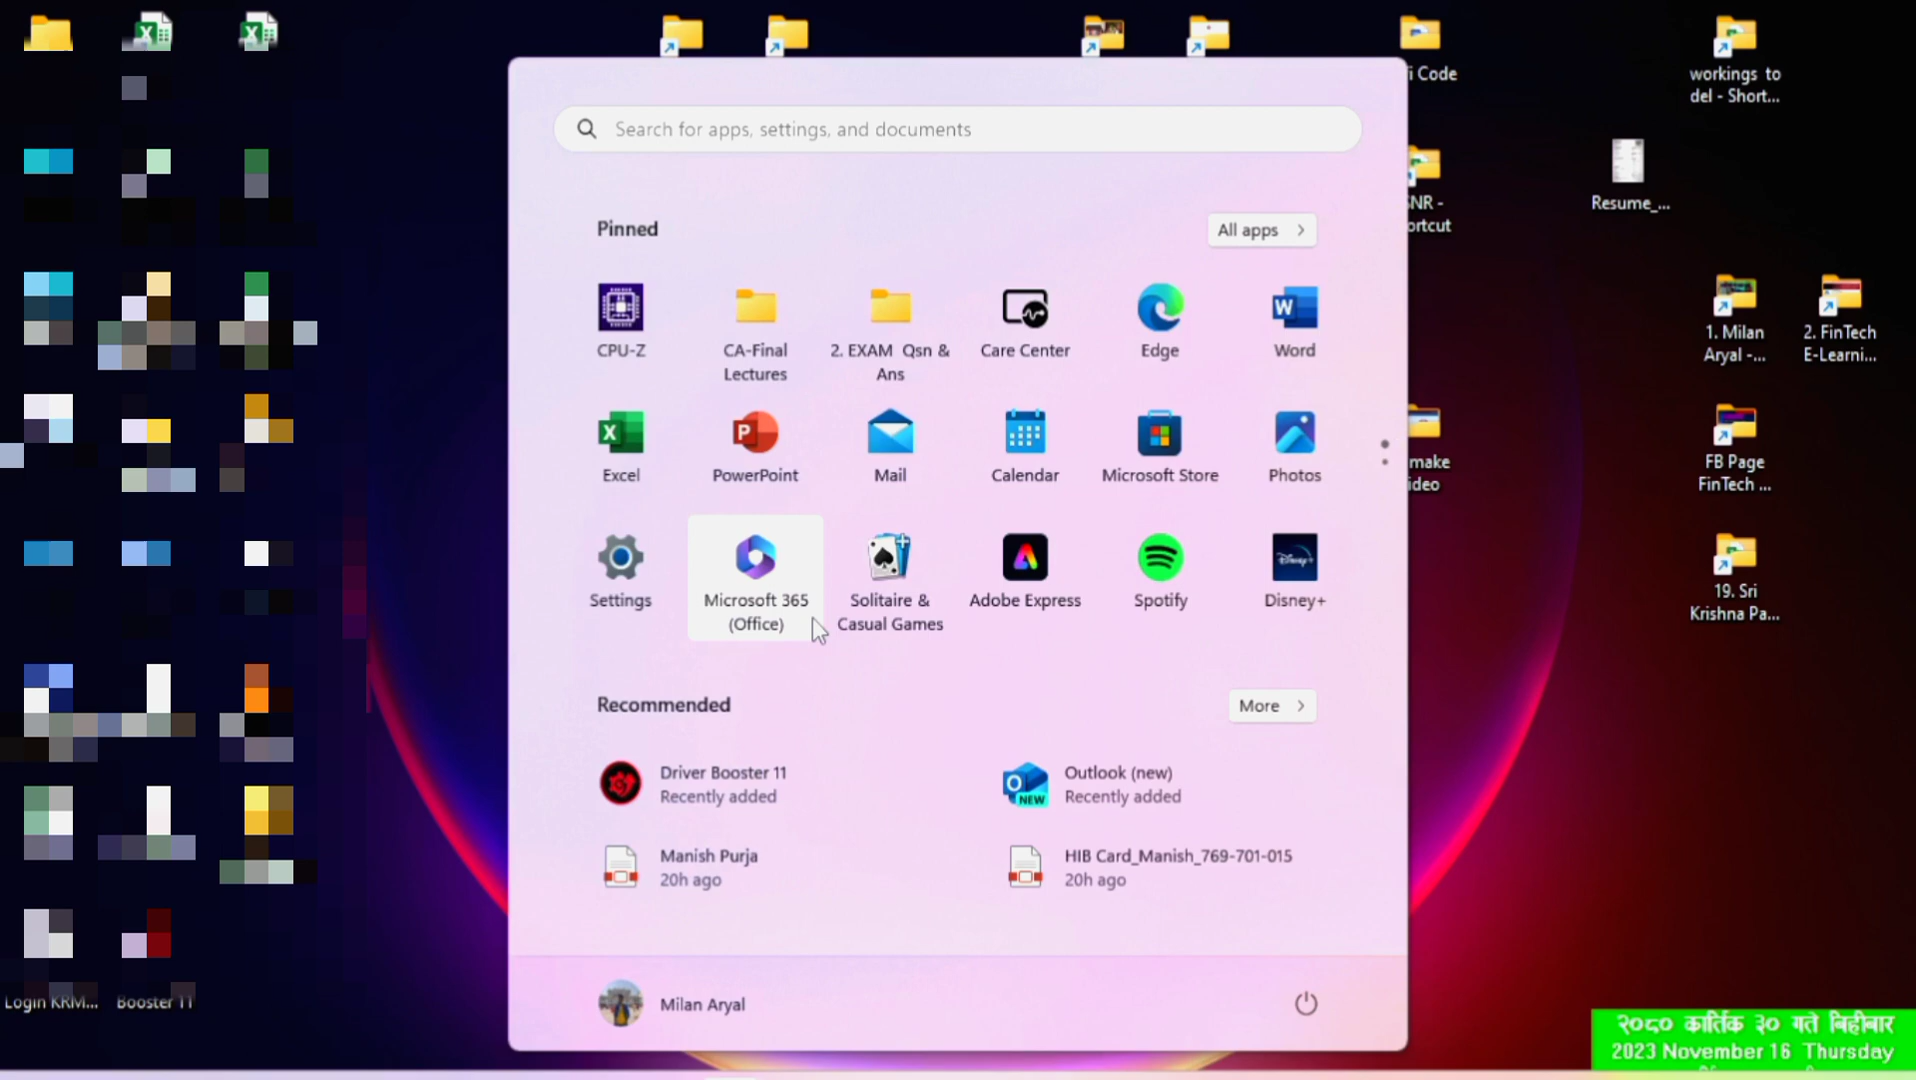 i Code
workings to
del - Short...
Search for apps, settings, and documents
NR -
ortcut
Resume_...
Pinned
All apps
CPU-Z
CA-Final
Lectures
2. EXAM Qsn &
Ans
Care Center
Edge
Word
1. Milan
Aryal -...
2. FinTech
E-Learni...
Excel
PowerPoint
Mail
Calendar
Microsoft Store
Photos
make
ideo
FB Page
FinTech ...
Settings
Microsoft 365
(Office)
Solitaire &
Casual Games
Adobe Express
Spotify
Disney+
19. Sri
Krishna Pa...
Recommended
More
Driver Booster 11
Recently added
Outlook (new)
Recently added
NEW
Manish Purja
20h ago
HIB Card_Manish_769-701-015
20h ago
Login KRM...
Booster 11
Milan Aryal
२०८० कार्तिक ३० गते बिहीबार
2023 November 16 Thursday